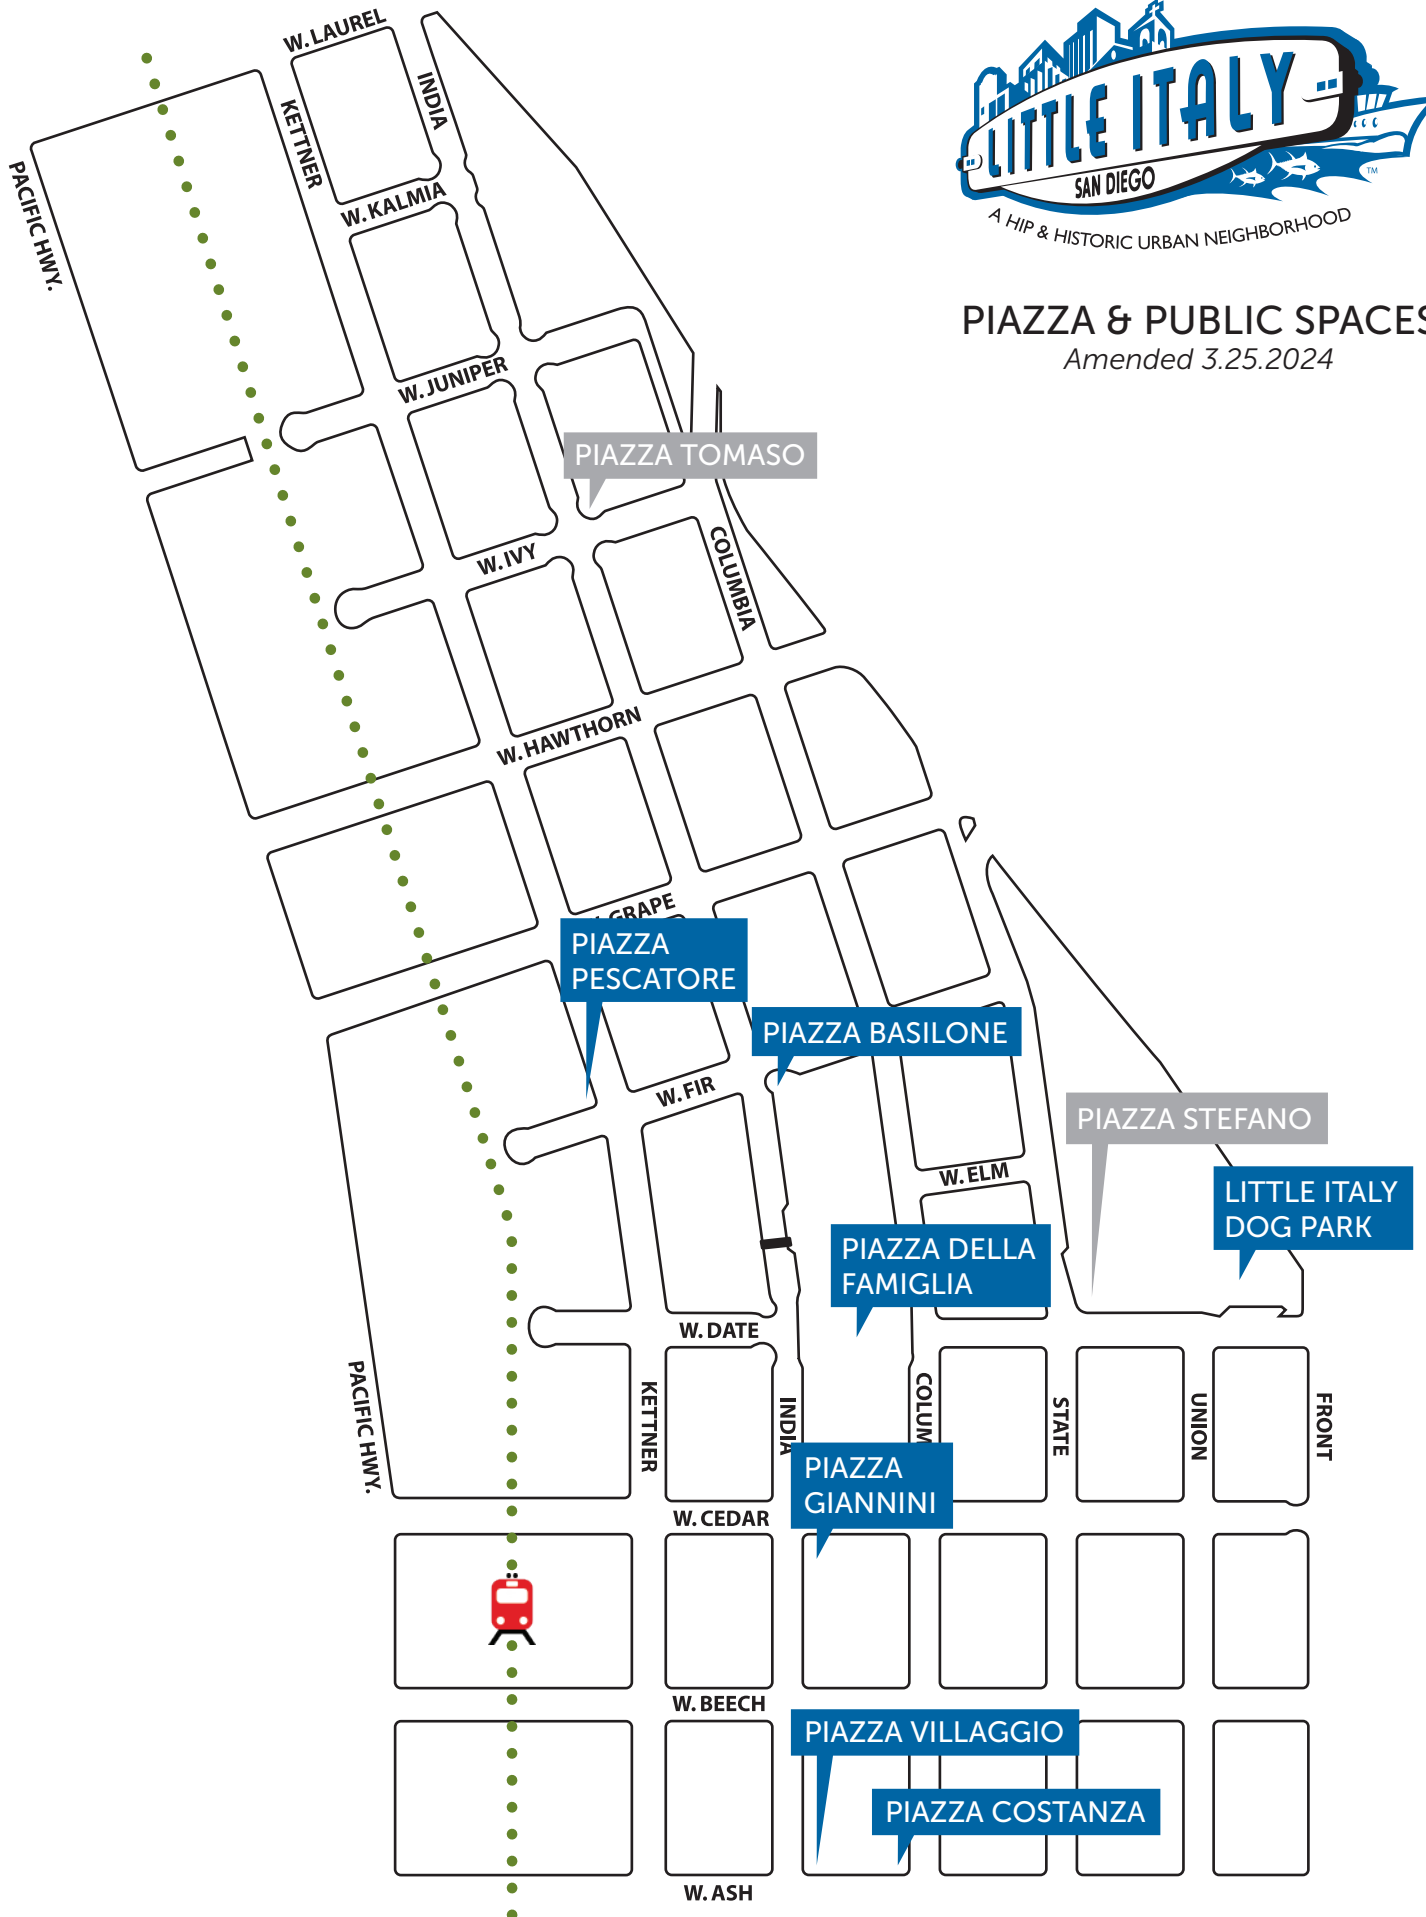 W. LAUREL
INDIA
KETTNER
PACIFIC HWY.
W. KALMIA
LITTLE ITALY
SAN DIEGO
TM
A HIP & HISTORIC URBAN NEIGHBORHOOD
PIAZZA & PUBLIC SPACES
Amended 3.25.2024
W. JUNIPER
PIAZZA TOMASO
COLUMBIA
W. IVY
W. HAWTHORN
GRAPE
PIAZZA
PESCATORE
PIAZZA BASILONE
W. FIR
PIAZZA STEFANO
W. ELM
LITTLE ITALY
DOG PARK
PIAZZA DELLA
FAMIGLIA
W. DATE
PACIFIC HWY.
KETTNER
INDIA
COLUM
STATE
UNION
FRONT
PIAZZA
GIANNINI
W. CEDAR
W. BEECH
PIAZZA VILLAGGIO
PIAZZA COSTANZA
W. ASH